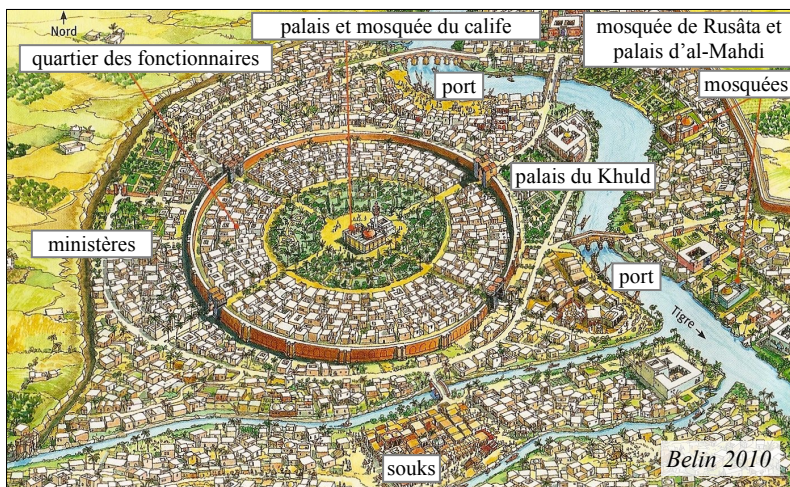 Nord
palais et mosquée du calife
mosquée de Rusâta et
palais d'al-Mahdi
quartier des fonctionnaires
port
mosquées
palais du Khuld
ministères
port
Tigre
souks
Belin 2010